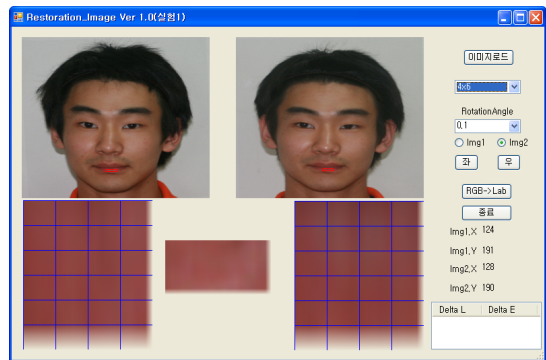 Restoration_Image Ver 1.0(실험1)
이미지로드
4x6
RotationAngle
0.1
Img1 Img2
좌 우
RGB->Lab
종료
Img1.X 124
Img1.Y 191
Img2.X 128
Img2.Y 190
Delta L Delta E